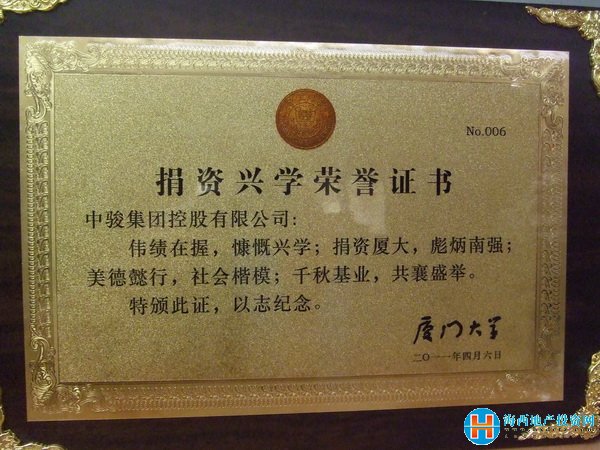 No.006
捐资兴学荣誉证书
中骏集团控股有限公司:
伟绩在握，慷慨兴学；捐资厦大，彪炳南强；
美德懿行，社会楷模；千秋基业，共襄盛举。
特颁此证，以志纪念。
厦门大学
二〇一一年四月六日
海西地产投资网